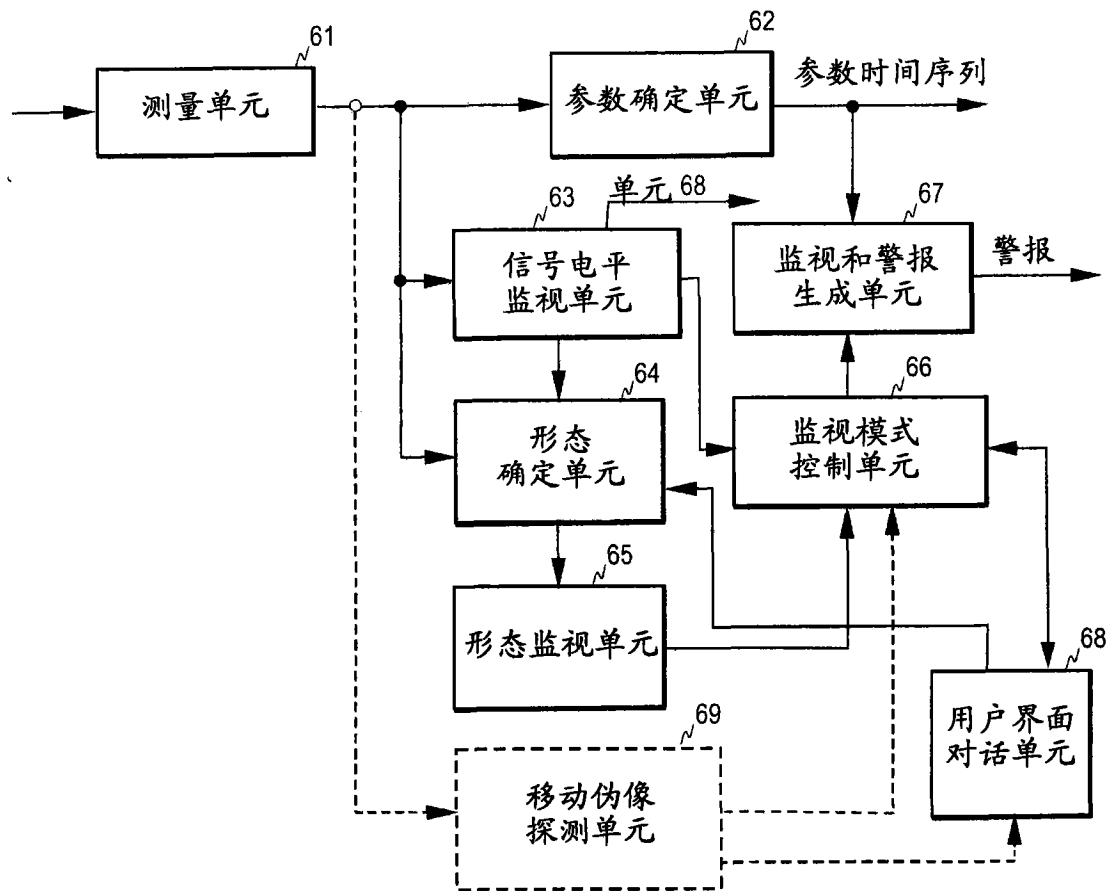 61
测量单元
62
参数确定单元
参数时间序列
63
单元 68
信号电平
监视单元
67
监视和警报
生成单元
警报
64
形态
确定单元
66
监视模式
控制单元
65
形态监视单元
68
用户界面
对话单元
69
移动伪像
探测单元